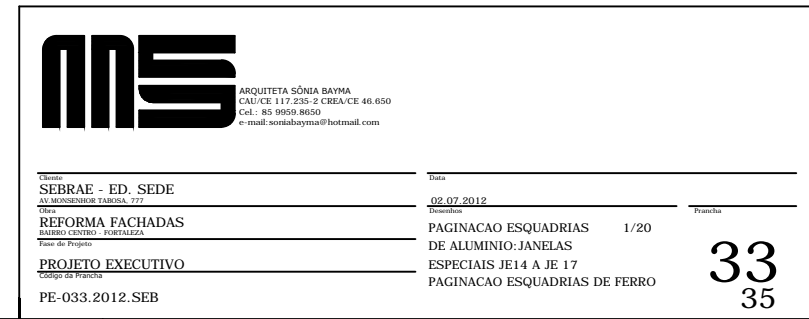 MS
ARQUITETA SÔNIA BAYMA
CAU/CE 117.235-2 CREA/CE 46.650
Cel.: 85 9959.8650
e-mail:soniabayma@hotmail.com
Cliente
SEBRAE - ED. SEDE
AV.MONSENHOR TABOSA, 777
Obra
REFORMA FACHADAS
BAIRRO CENTRO - FORTALEZA
Fase de Projeto
PROJETO EXECUTIVO
Código da Prancha
PE-033.2012.SEB
Data
02.07.2012
Desenhos
PAGINACAO ESQUADRIAS 1/20
DE ALUMINIO:JANELAS
ESPECIAIS JE14 A JE 17
PAGINACAO ESQUADRIAS DE FERRO
Prancha
33
35